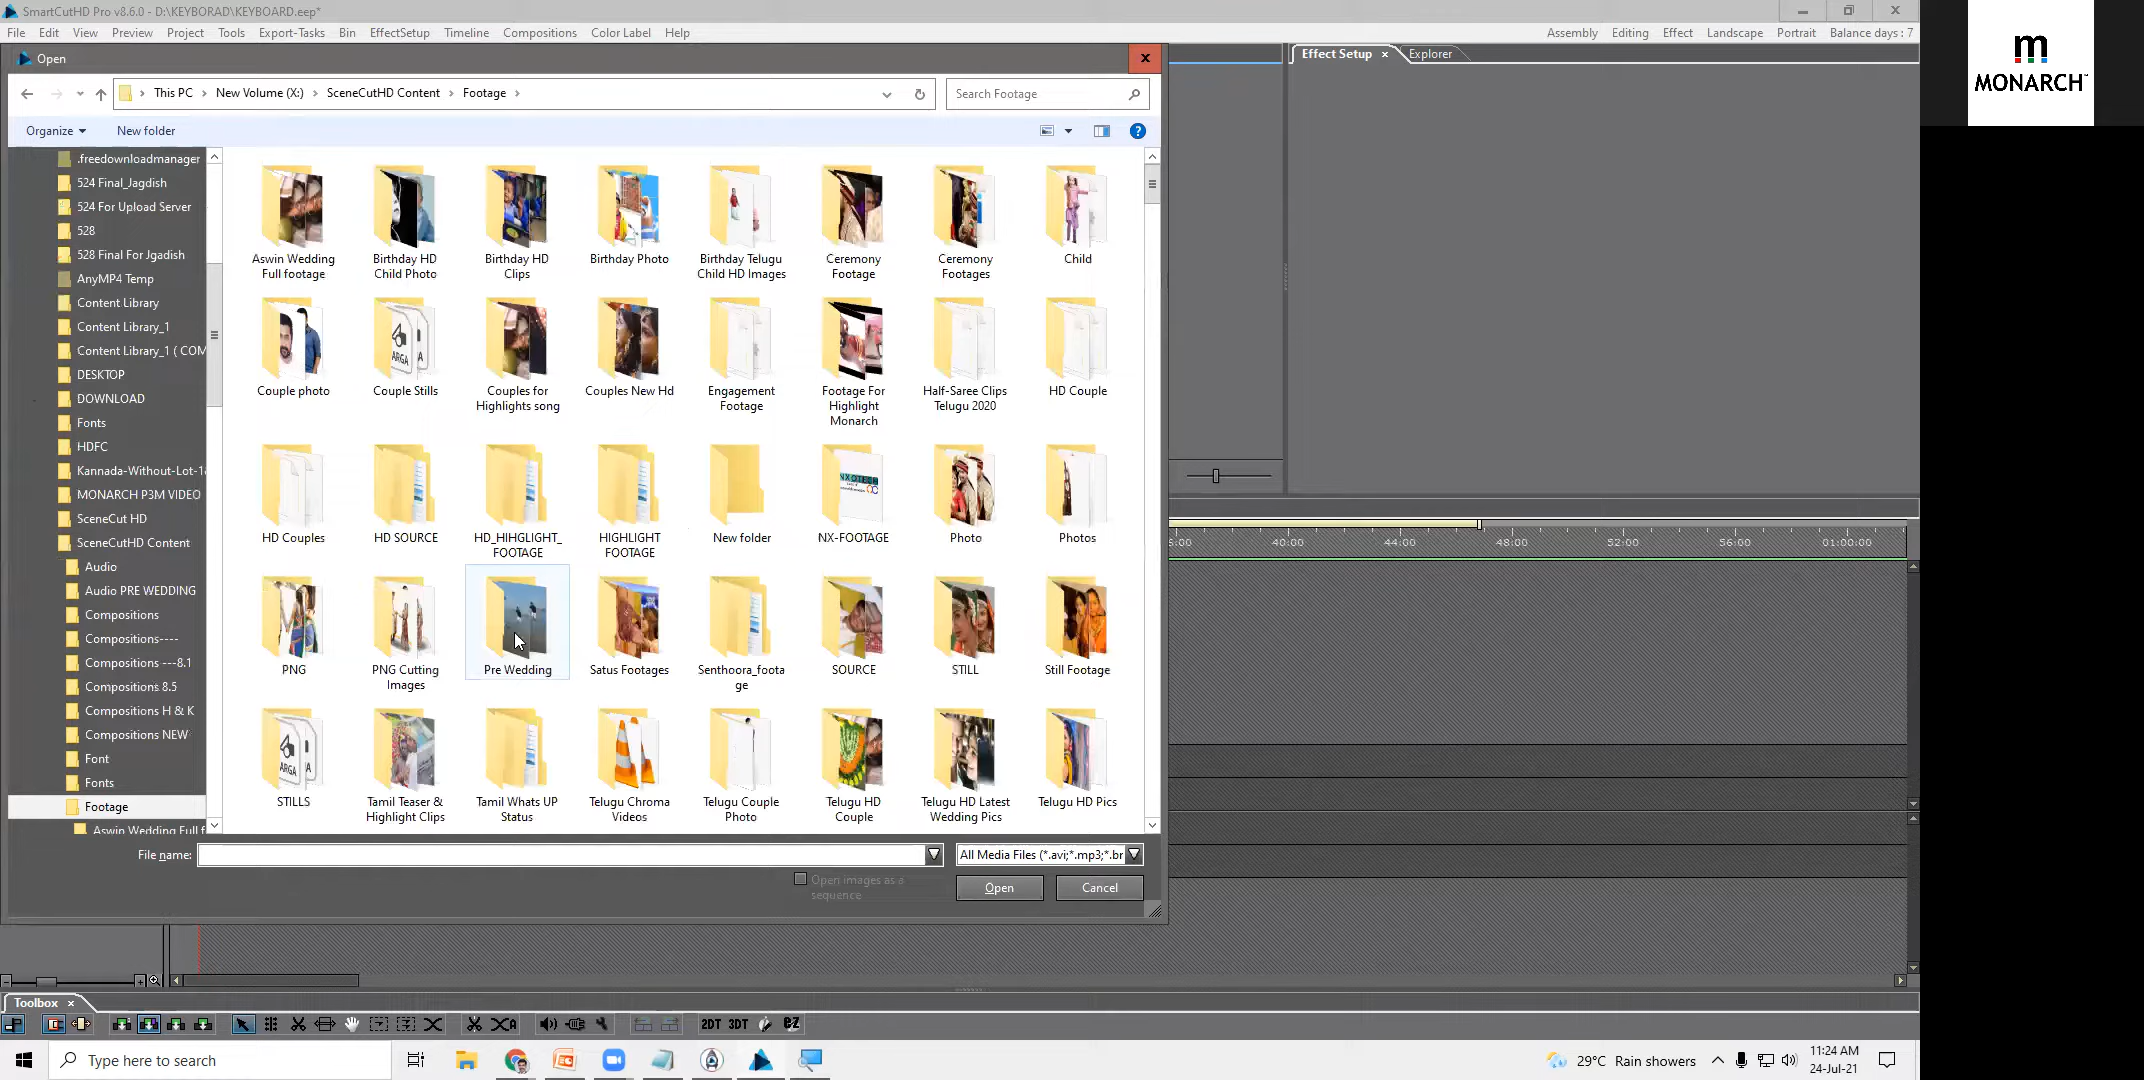 SmartCutHD Pro v8.6.0 - D:\KEYBORAD\KEYBOARD.eep*
File Edit View Preview Project Tools Export-Tasks Bin EffectSetup Timeline Compositions Color Label Help
Assembly Editing Effect Landscape Portrait Balance days : 7
Open
Effect Setup × Explorer
This PC > New Volume (X:) > SceneCutHD Content > Footage >
Search Footage
Organize New folder
.freedownloadmanager
524 Final_Jagdish
524 For Upload Server
528
528 Final For Jgadish
AnyMP4 Temp
Content Library
Content Library_1
Content Library_1 ( COM
DESKTOP
DOWNLOAD
Fonts
HDFC
Kannada-Without-Lot-1
MONARCH P3M VIDEO
SceneCut HD
SceneCutHD Content
Audio
Audio PRE WEDDING
Compositions
Compositions----
Compositions ---8.1
Compositions 8.5
Compositions H & K
Compositions NEW
Font
Fonts
Footage
Aswin Wedding Full f
Aswin Wedding Full footage
Birthday HD Child Photo
Birthday HD Clips
Birthday Photo
Birthday Telugu Child HD Images
Ceremony Footage
Ceremony Footages
Child
Couple photo
Couple Stills
Couples for Highlights song
Couples New Hd
Engagement Footage
Footage For Highlight Monarch
Half-Saree Clips Telugu 2020
HD Couple
HD Couples
HD SOURCE
HD_HIHGLIGHT_FOOTAGE
HIGHLIGHT FOOTAGE
New folder
NX-FOOTAGE
Photo
Photos
PNG
PNG Cutting Images
Pre Wedding
Satus Footages
Senthoora_footage
SOURCE
STILL
Still Footage
STILLS
Tamil Teaser & Highlight Clips
Tamil Whats UP Status
Telugu Chroma Videos
Telugu Couple Photo
Telugu HD Couple
Telugu HD Latest Wedding Pics
Telugu HD Pics
File name:
All Media Files (*.avi;*.mp3;*.br
Open images as a sequence
Open Cancel
5:00 40:00 44:00 48:00 52:00 56:00 01:00:00
Toolbox ×
2DT 3DT eZ
Type here to search
29°C Rain showers
11:24 AM
24-Jul-21
m
MONARCH™